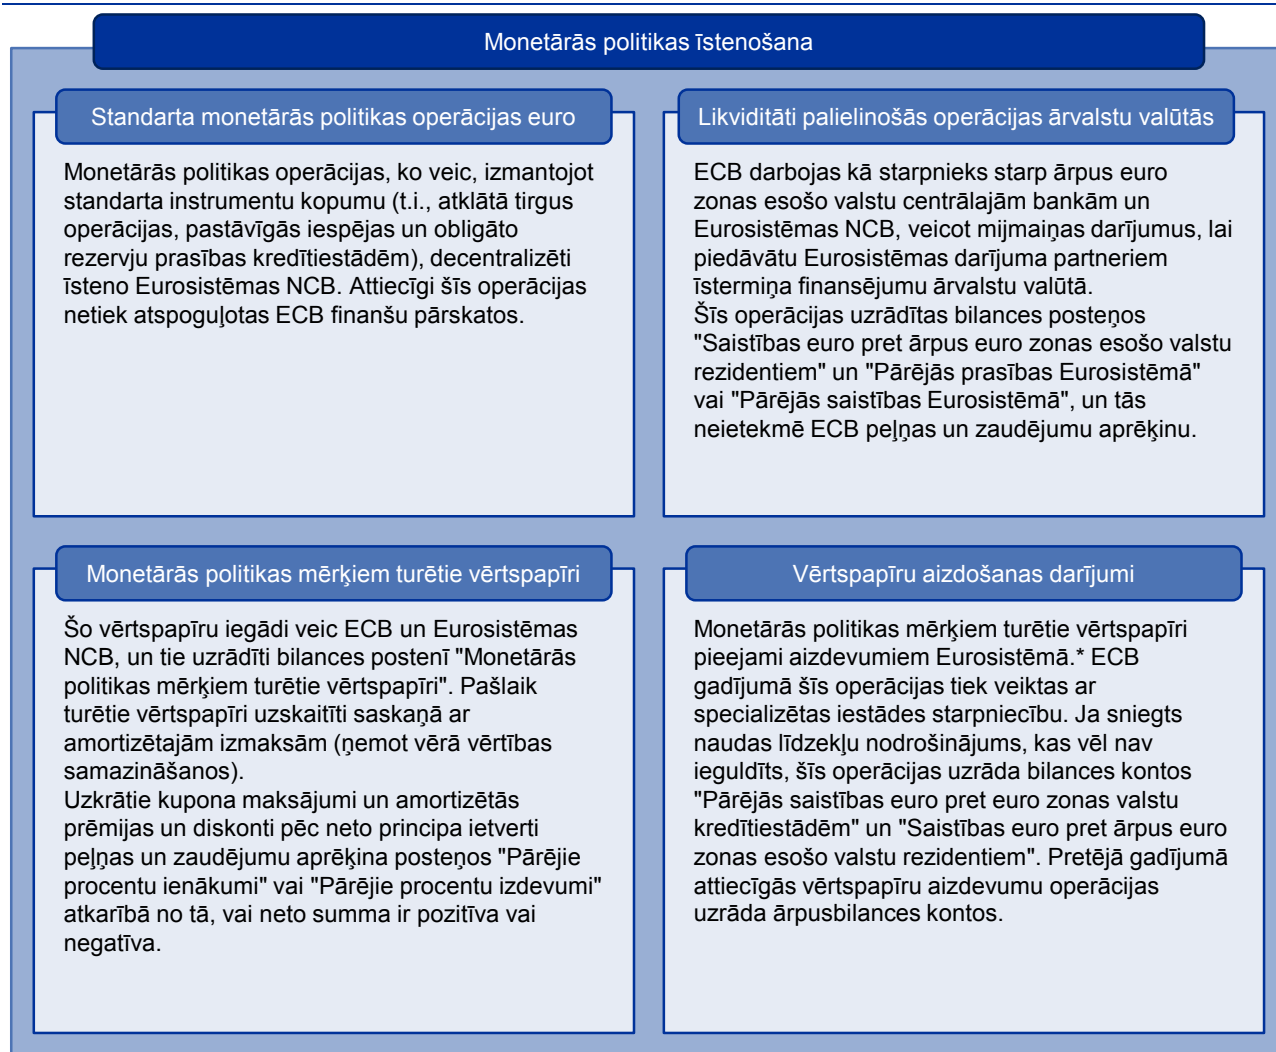 Monetārās politikas īstenošana
Standarta monetārās politikas operācijas euro
Monetārās politikas operācijas, ko veic, izmantojot
standarta instrumentu kopumu (t.i., atklātā tirgus
operācijas, pastāvīgās iespējas un obligāto
rezervju prasības kredītiestādēm), decentralizēti
īsteno Eurosistēmas NCB. Attiecīgi šīs operācijas
netiek atspoguļotas ECB finanšu pārskatos.
Likviditāti palielinošās operācijas ārvalstu valūtās
ECB darbojas kā starpnieks starp ārpus euro
zonas esošo valstu centrālajām bankām un
Eurosistēmas NCB, veicot mijmaiņas darījumus, lai
piedāvātu Eurosistēmas darījuma partneriem
īstermiņa finansējumu ārvalstu valūtā.
Šīs operācijas uzrādītas bilances posteņos
"Saistības euro pret ārpus euro zonas esošo valstu
rezidentiem" un "Pārējās prasības Eurosistēmā"
vai "Pārējās saistības Eurosistēmā", un tās
neietekmē ECB peļņas un zaudējumu aprēķinu.
Monetārās politikas mērķiem turētie vērtspapīri
Šo vērtspapīru iegādi veic ECB un Eurosistēmas
NCB, un tie uzrādīti bilances postenī "Monetārās
politikas mērķiem turētie vērtspapīri". Pašlaik
turētie vērtspapīri uzskaitīti saskaņā ar
amortizētajām izmaksām (ņemot vērā vērtības
samazināšanos).
Uzkrātie kupona maksājumi un amortizētās
prēmijas un diskonti pēc neto principa ietverti
peļņas un zaudējumu aprēķina posteņos "Pārējie
procentu ienākumi" vai "Pārējie procentu izdevumi"
atkarībā no tā, vai neto summa ir pozitīva vai
negatīva.
Vērtspapīru aizdošanas darījumi
Monetārās politikas mērķiem turētie vērtspapīri
pieejami aizdevumiem Eurosistēmā.* ECB
gadījumā šīs operācijas tiek veiktas ar
specializētas iestādes starpniecību. Ja sniegts
naudas līdzekļu nodrošinājums, kas vēl nav
ieguldīts, šīs operācijas uzrāda bilances kontos
"Pārējās saistības euro pret euro zonas valstu
kredītiestādēm" un "Saistības euro pret ārpus euro
zonas esošo valstu rezidentiem". Pretējā gadījumā
attiecīgās vērtspapīru aizdevumu operācijas
uzrāda ārpusbilances kontos.